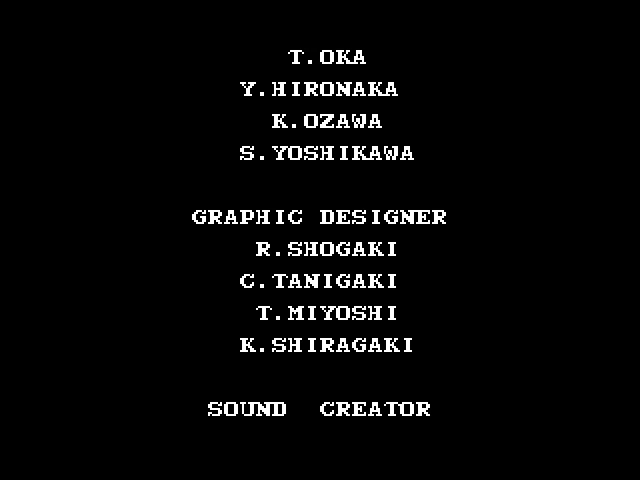 T.OKA
Y.HIRONAKA
K.OZAWA
S.YOSHIKAWA
GRAPHIC DESIGNER
R.SHOGAKI
C.TANIGAKI
T.MIYOSHI
K.SHIRAGAKI
SOUND CREATOR